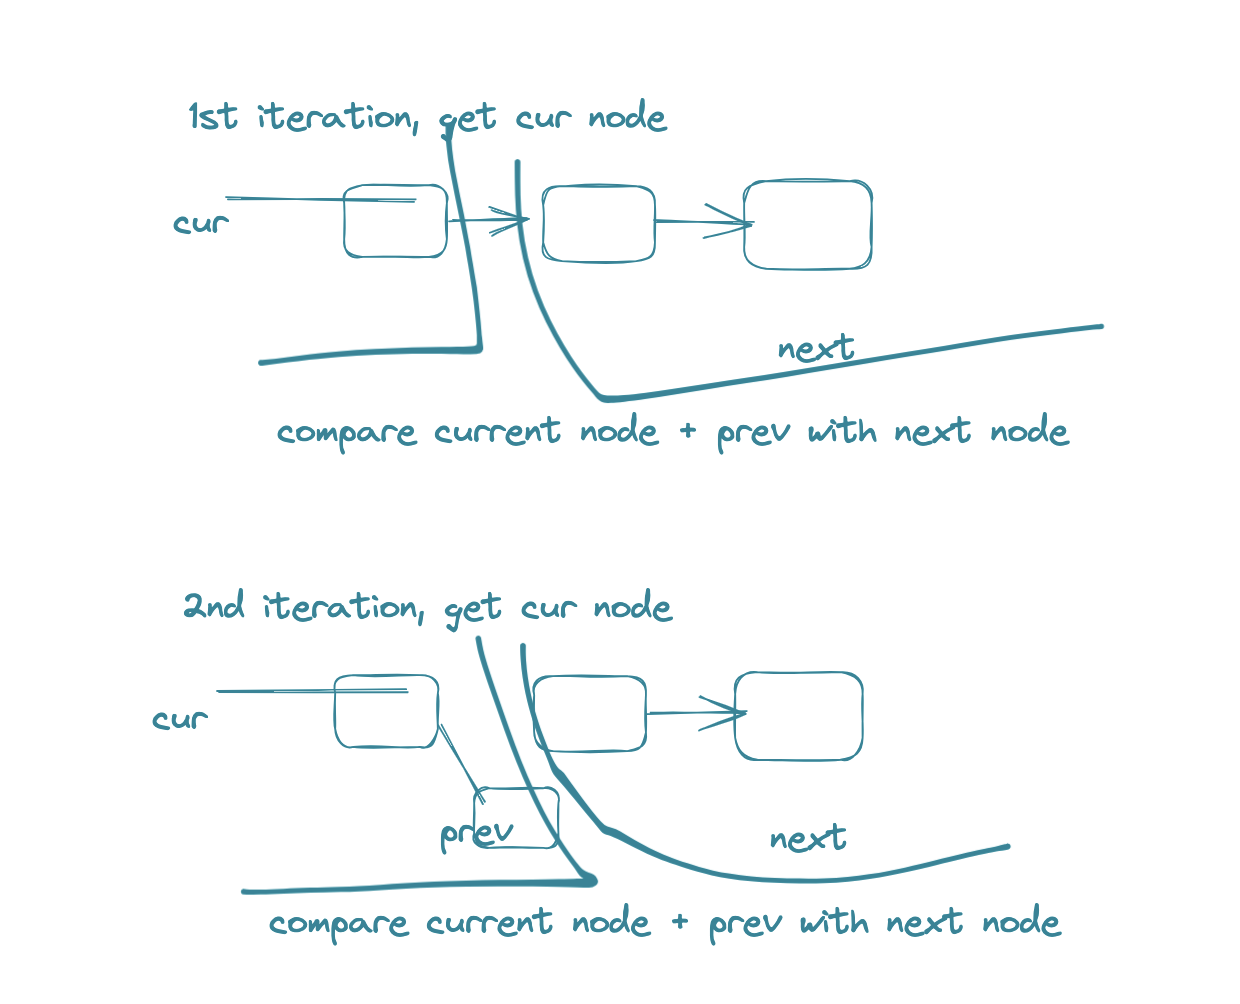 1st iteration, get cur node
cur
next
compare current node + prev with next node
2nd iteration, get cur node
cur
prev
next
compare current node + prev with next node